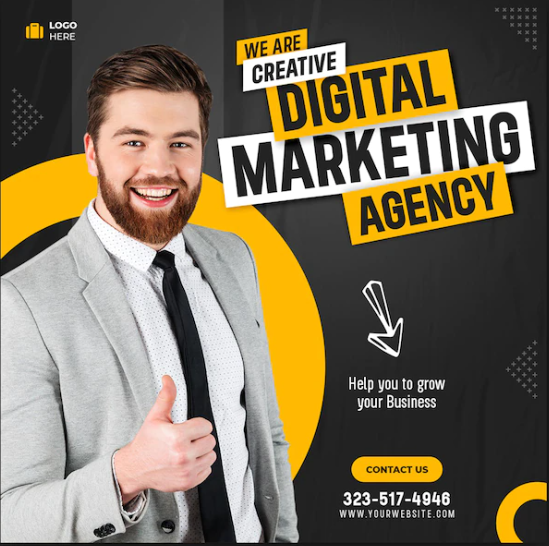 LOGO
HERE
WE ARE
CREATIVE
DIGITAL
MARKETING
AGENCY
Help you to grow
your Business
CONTACT US
323-517-4946
WWW.YOURWEBSITE.COM